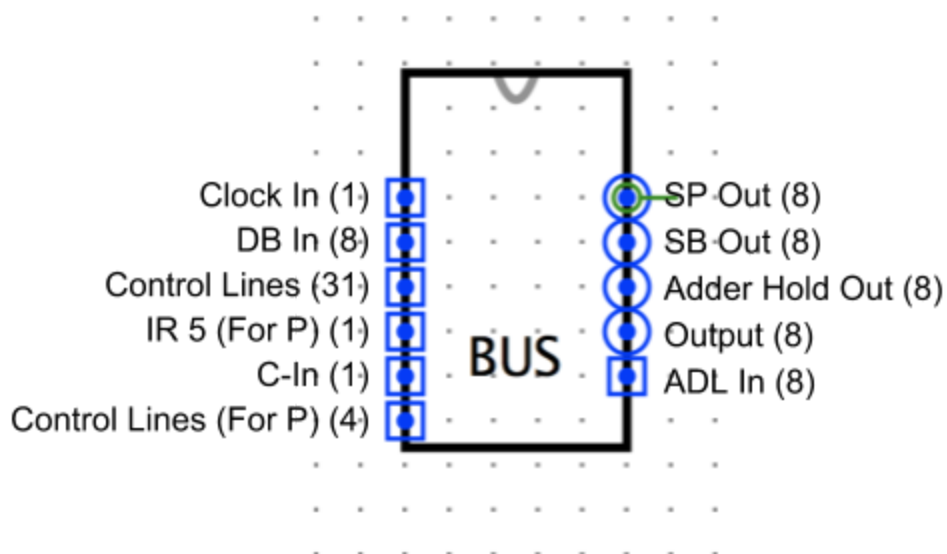 Clock In (1)
DB In (8)
Control Lines (31)
IR 5 (For P) (1)
C-In (1)
Control Lines (For P) (4)
BUS
SP Out (8)
SB Out (8)
Adder Hold Out (8)
Output (8)
ADL In (8)